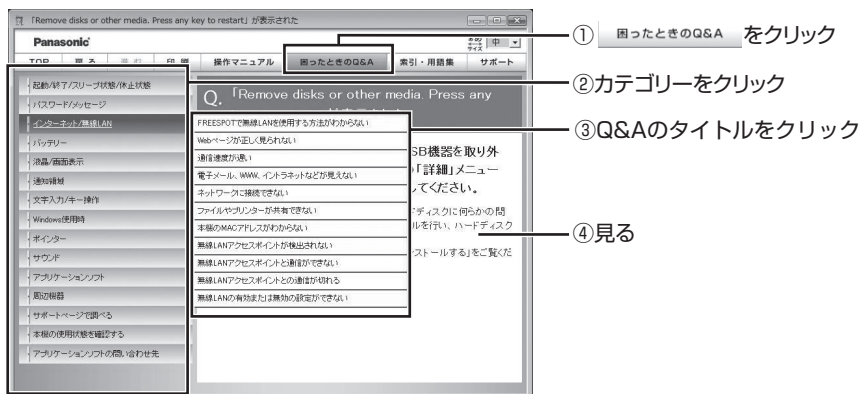 「Remove disks or other media. Press any key to restart」が表示された
Panasonic
文字サイズ 中
TOP 戻る 進む 印刷 操作マニュアル 困ったときのQ&A 索引・用語集 サポート
起動/終了/スリープ状態/休止状態
パスワード/メッセージ
インターネット/無線LAN
バッテリー
液晶/画面表示
通知領域
文字入力/キー操作
Windows使用時
ポインター
サウンド
アプリケーションソフト
周辺機器
サポートページで調べる
本機の使用状態を確認する
アプリケーションソフトの問い合わせ先
Q. 「Remove disks or other media. Press any
FREESPOTで無線LANを使用する方法がわからない
Webページが正しく見られない
通信速度が遅い
電子メール、WWW、イントラネットなどが見えない
ネットワークに接続できない
ファイルやプリンターが共有できない
本機のMACアドレスがわからない
無線LANアクセスポイントが検出されない
無線LANアクセスポイントと通信ができない
無線LANアクセスポイントとの通信が切れる
無線LANの有効または無効の設定ができない
SB機器を取り外
「詳細」メニュー
してください。
ドディスクに何らかの問
ルを行い、ハードディスク
ストールする」をご覧くだ
① 困ったときのQ&A をクリック
②カテゴリーをクリック
③Q&Aのタイトルをクリック
④見る